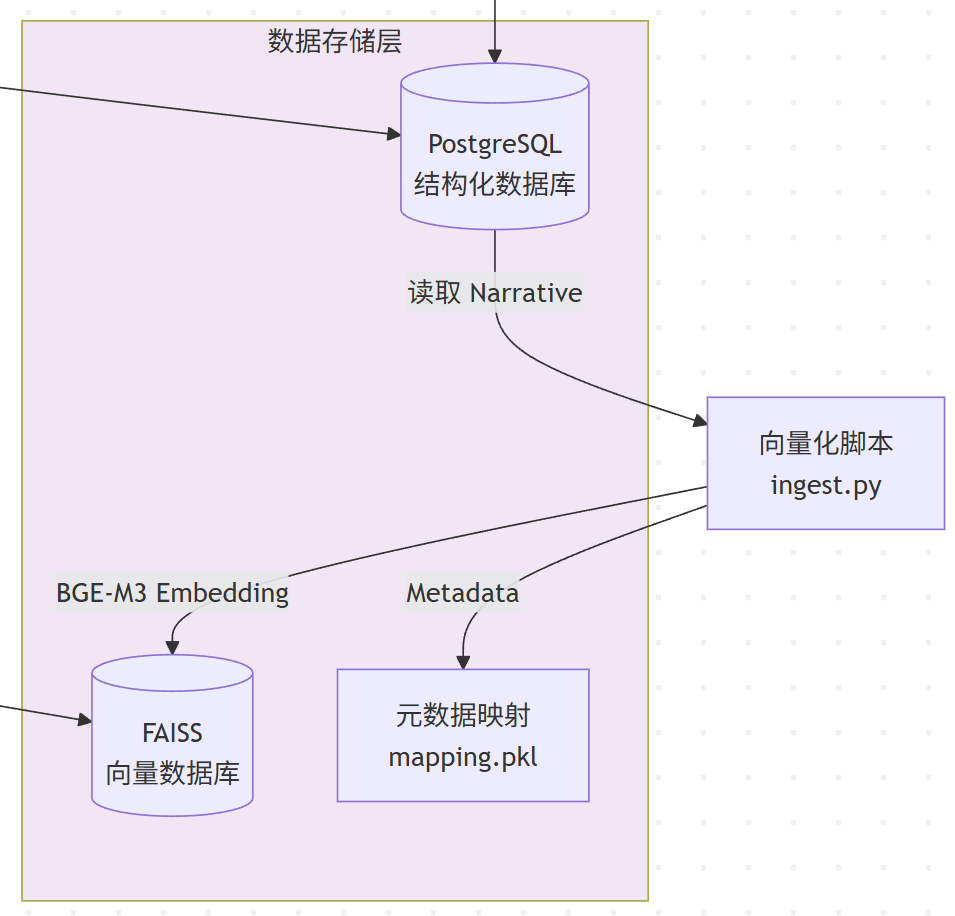 数据存储层
PostgreSQL
结构化数据库
读取 Narrative
向量化脚本
ingest.py
BGE-M3 Embedding
Metadata
FAISS
向量数据库
元数据映射
mapping.pkl